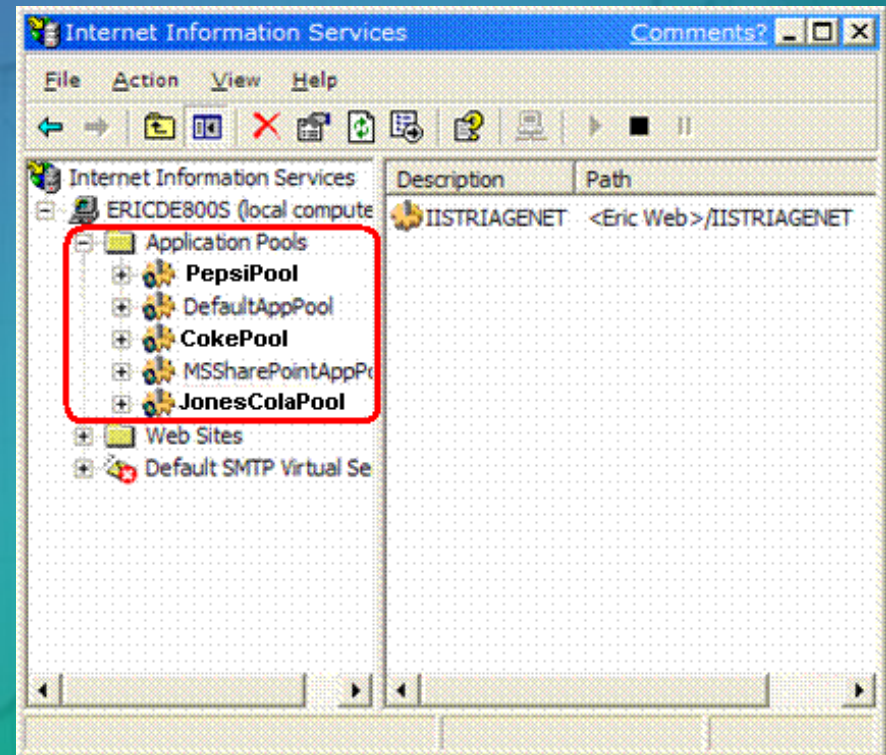 Internet Information Services
Comments?
File Action View Help
Internet Information Services
ERICDE800S (local compute
Application Pools
PepsiPool
DefaultAppPool
CokePool
MSSharePointAppPo
JonesColaPool
Web Sites
Default SMTP Virtual Se
Description Path
IISTRIAGENET <Eric Web>/IISTRIAGENET